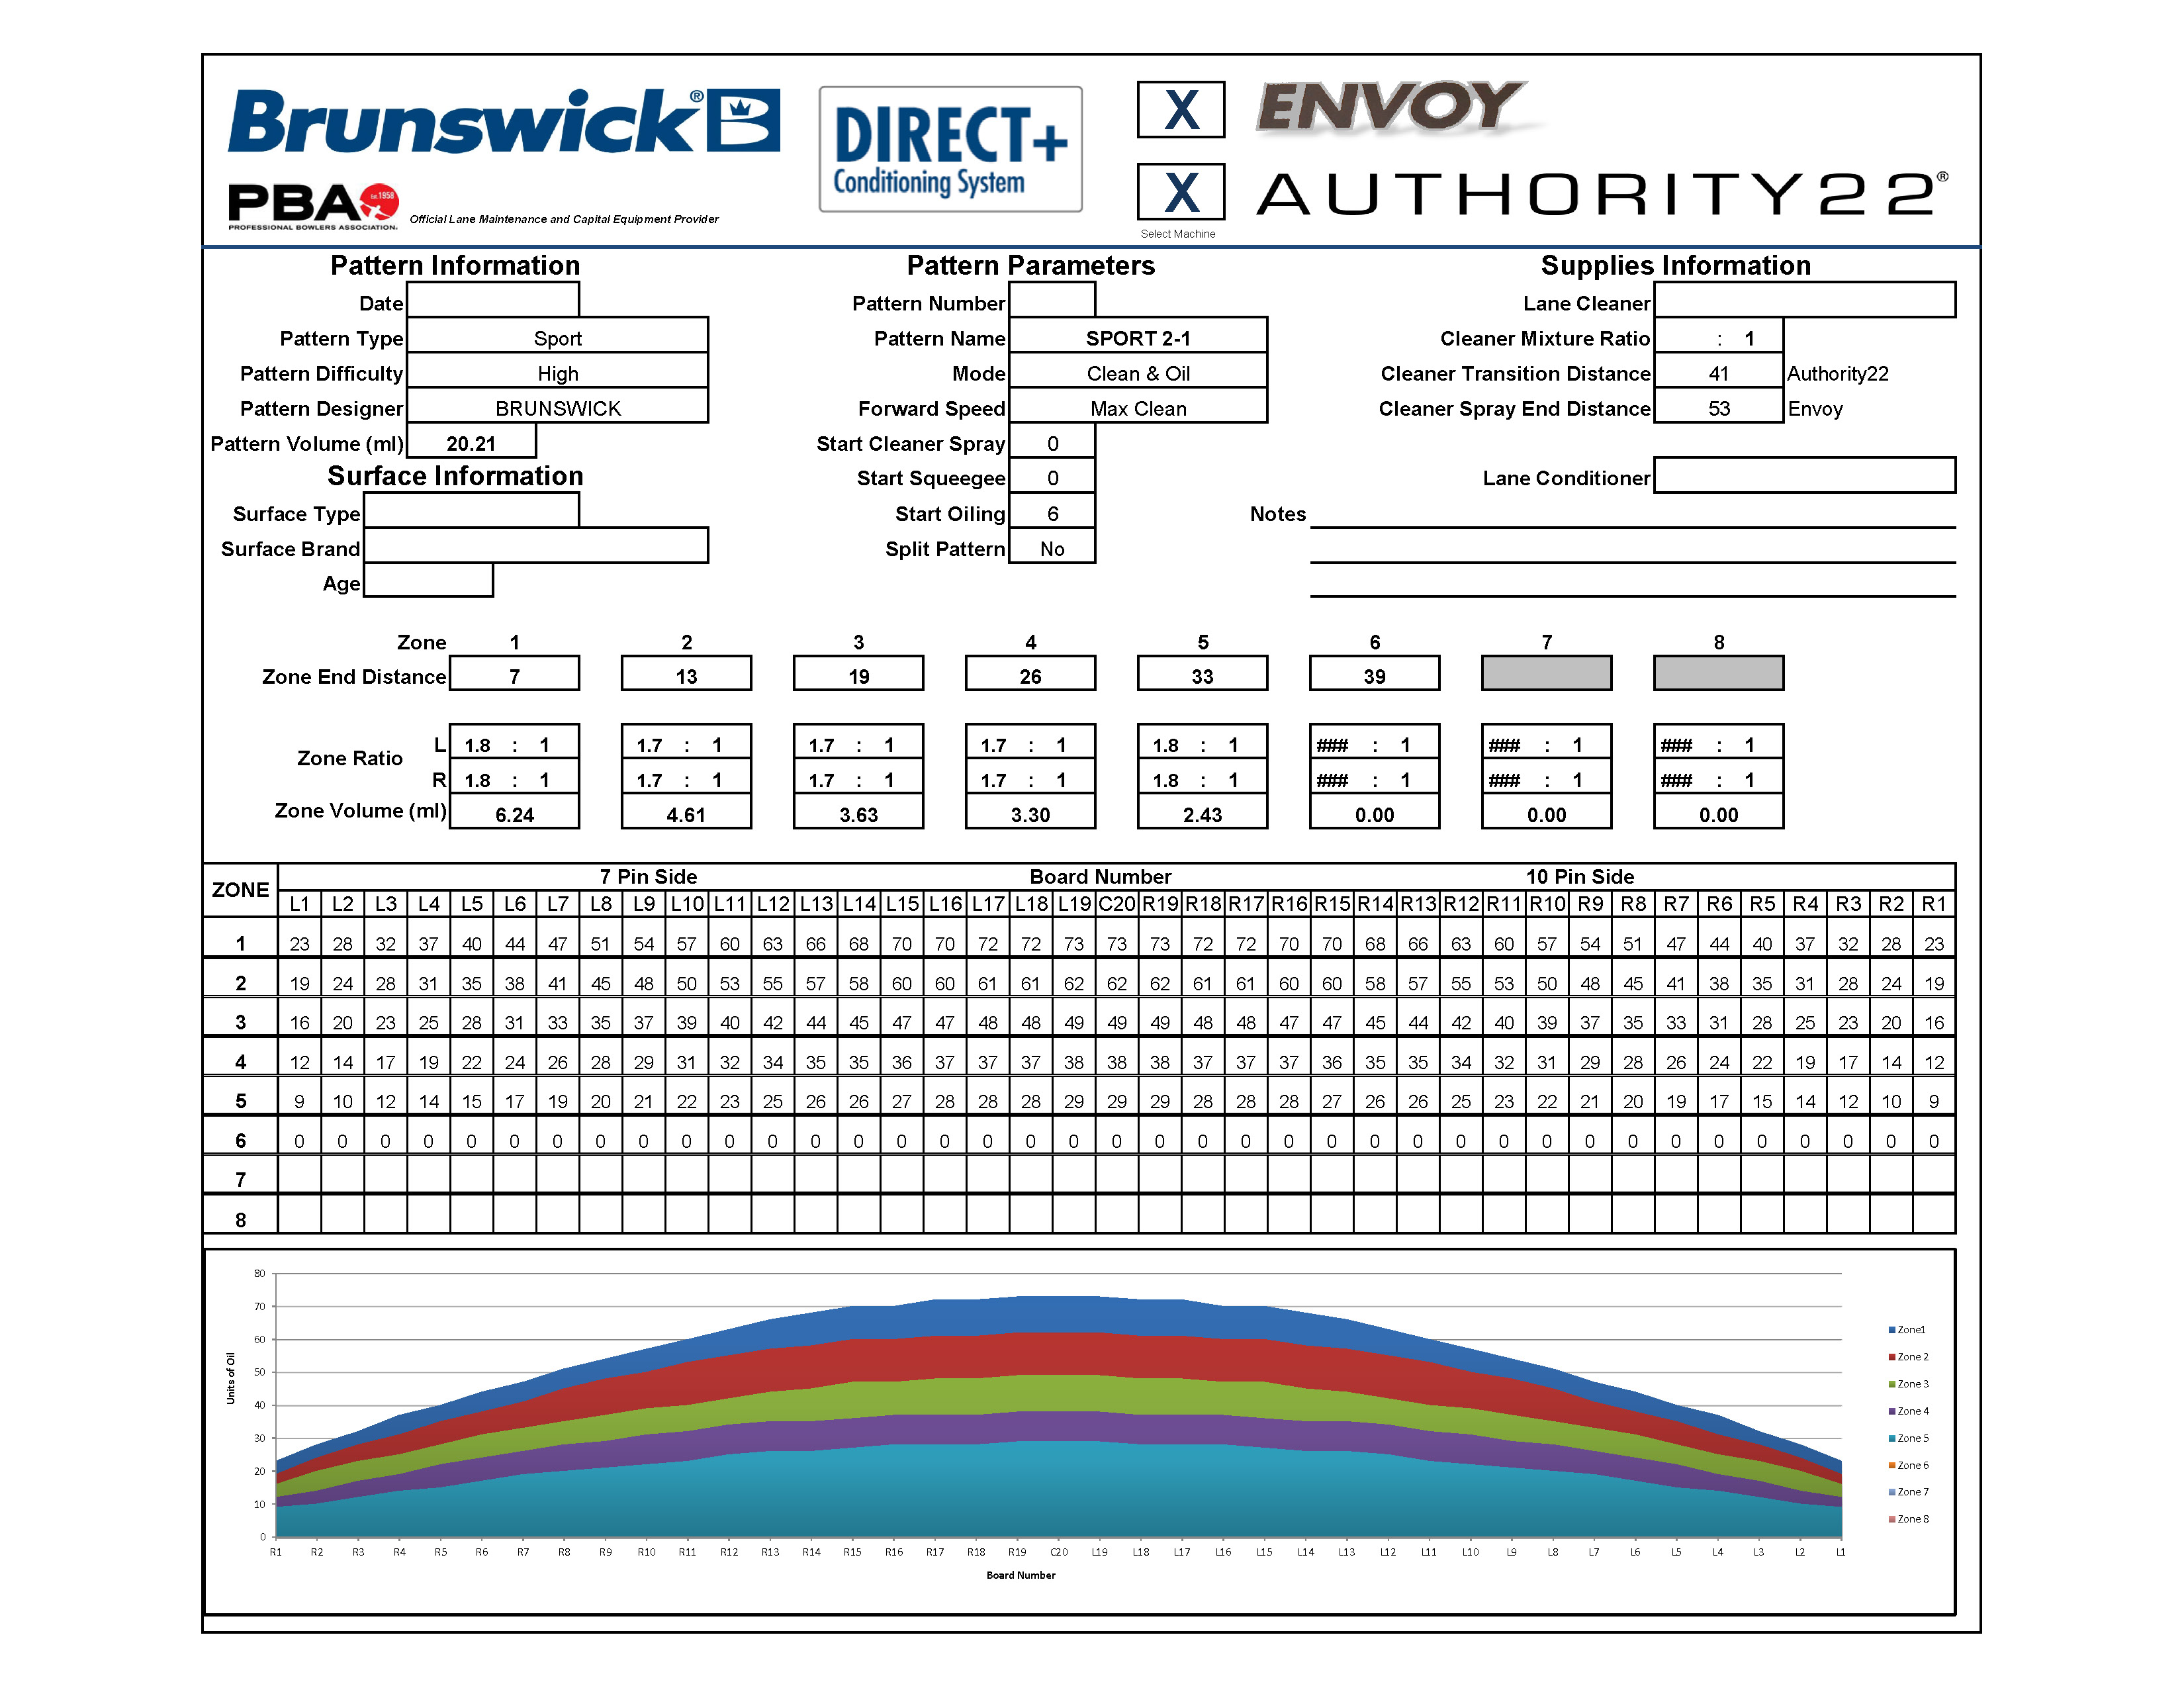 Brunswick® B
DIRECT+
Conditioning System
X ENVOY
X AUTHORITY22®
Select Machine
PBA est.1958
PROFESSIONAL BOWLERS ASSOCIATION.
Official Lane Maintenance and Capital Equipment Provider
Pattern Information
Date
Pattern Type Sport
Pattern Difficulty High
Pattern Designer BRUNSWICK
Pattern Volume (ml) 20.21
Surface Information
Surface Type
Surface Brand
Age
Pattern Parameters
Pattern Number
Pattern Name SPORT 2-1
Mode Clean & Oil
Forward Speed Max Clean
Start Cleaner Spray 0
Start Squeegee 0
Start Oiling 6
Split Pattern No
Supplies Information
Lane Cleaner
Cleaner Mixture Ratio : 1
Cleaner Transition Distance 41 Authority22
Cleaner Spray End Distance 53 Envoy
Lane Conditioner
Notes
Zone 1 2 3 4 5 6 7 8
Zone End Distance 7 13 19 26 33 39
Zone Ratio
L 1.8 : 1 1.7 : 1 1.7 : 1 1.7 : 1 1.8 : 1 ### : 1 ### : 1 ### : 1
R 1.8 : 1 1.7 : 1 1.7 : 1 1.7 : 1 1.8 : 1 ### : 1 ### : 1 ### : 1
Zone Volume (ml) 6.24 4.61 3.63 3.30 2.43 0.00 0.00 0.00
ZONE 7 Pin Side Board Number 10 Pin Side
L1 L2 L3 L4 L5 L6 L7 L8 L9 L10 L11 L12 L13 L14 L15 L16 L17 L18 L19 C20 R19 R18 R17 R16 R15 R14 R13 R12 R11 R10 R9 R8 R7 R6 R5 R4 R3 R2 R1
1 23 28 32 37 40 44 47 51 54 57 60 63 66 68 70 70 72 72 73 73 73 72 72 70 70 68 66 63 60 57 54 51 47 44 40 37 32 28 23
2 19 24 28 31 35 38 41 45 48 50 53 55 57 58 60 60 61 61 62 62 62 61 61 60 60 58 57 55 53 50 48 45 41 38 35 31 28 24 19
3 16 20 23 25 28 31 33 35 37 39 40 42 44 45 47 47 48 48 49 49 49 48 48 47 47 45 44 42 40 39 37 35 33 31 28 25 23 20 16
4 12 14 17 19 22 24 26 28 29 31 32 34 35 35 36 37 37 37 38 38 38 37 37 37 36 35 35 34 32 31 29 28 26 24 22 19 17 14 12
5 9 10 12 14 15 17 19 20 21 22 23 25 26 26 27 28 28 28 29 29 29 28 28 28 27 26 26 25 23 22 21 20 19 17 15 14 12 10 9
6 0 0 0 0 0 0 0 0 0 0 0 0 0 0 0 0 0 0 0 0 0 0 0 0 0 0 0 0 0 0 0 0 0 0 0 0 0 0 0
7
8
Units of Oil
80
70
60
50
40
30
20
10
0
R1 R2 R3 R4 R5 R6 R7 R8 R9 R10 R11 R12 R13 R14 R15 R16 R17 R18 R19 C20 L19 L18 L17 L16 L15 L14 L13 L12 L11 L10 L9 L8 L7 L6 L5 L4 L3 L2 L1
Board Number
Zone1
Zone 2
Zone 3
Zone 4
Zone 5
Zone 6
Zone 7
Zone 8